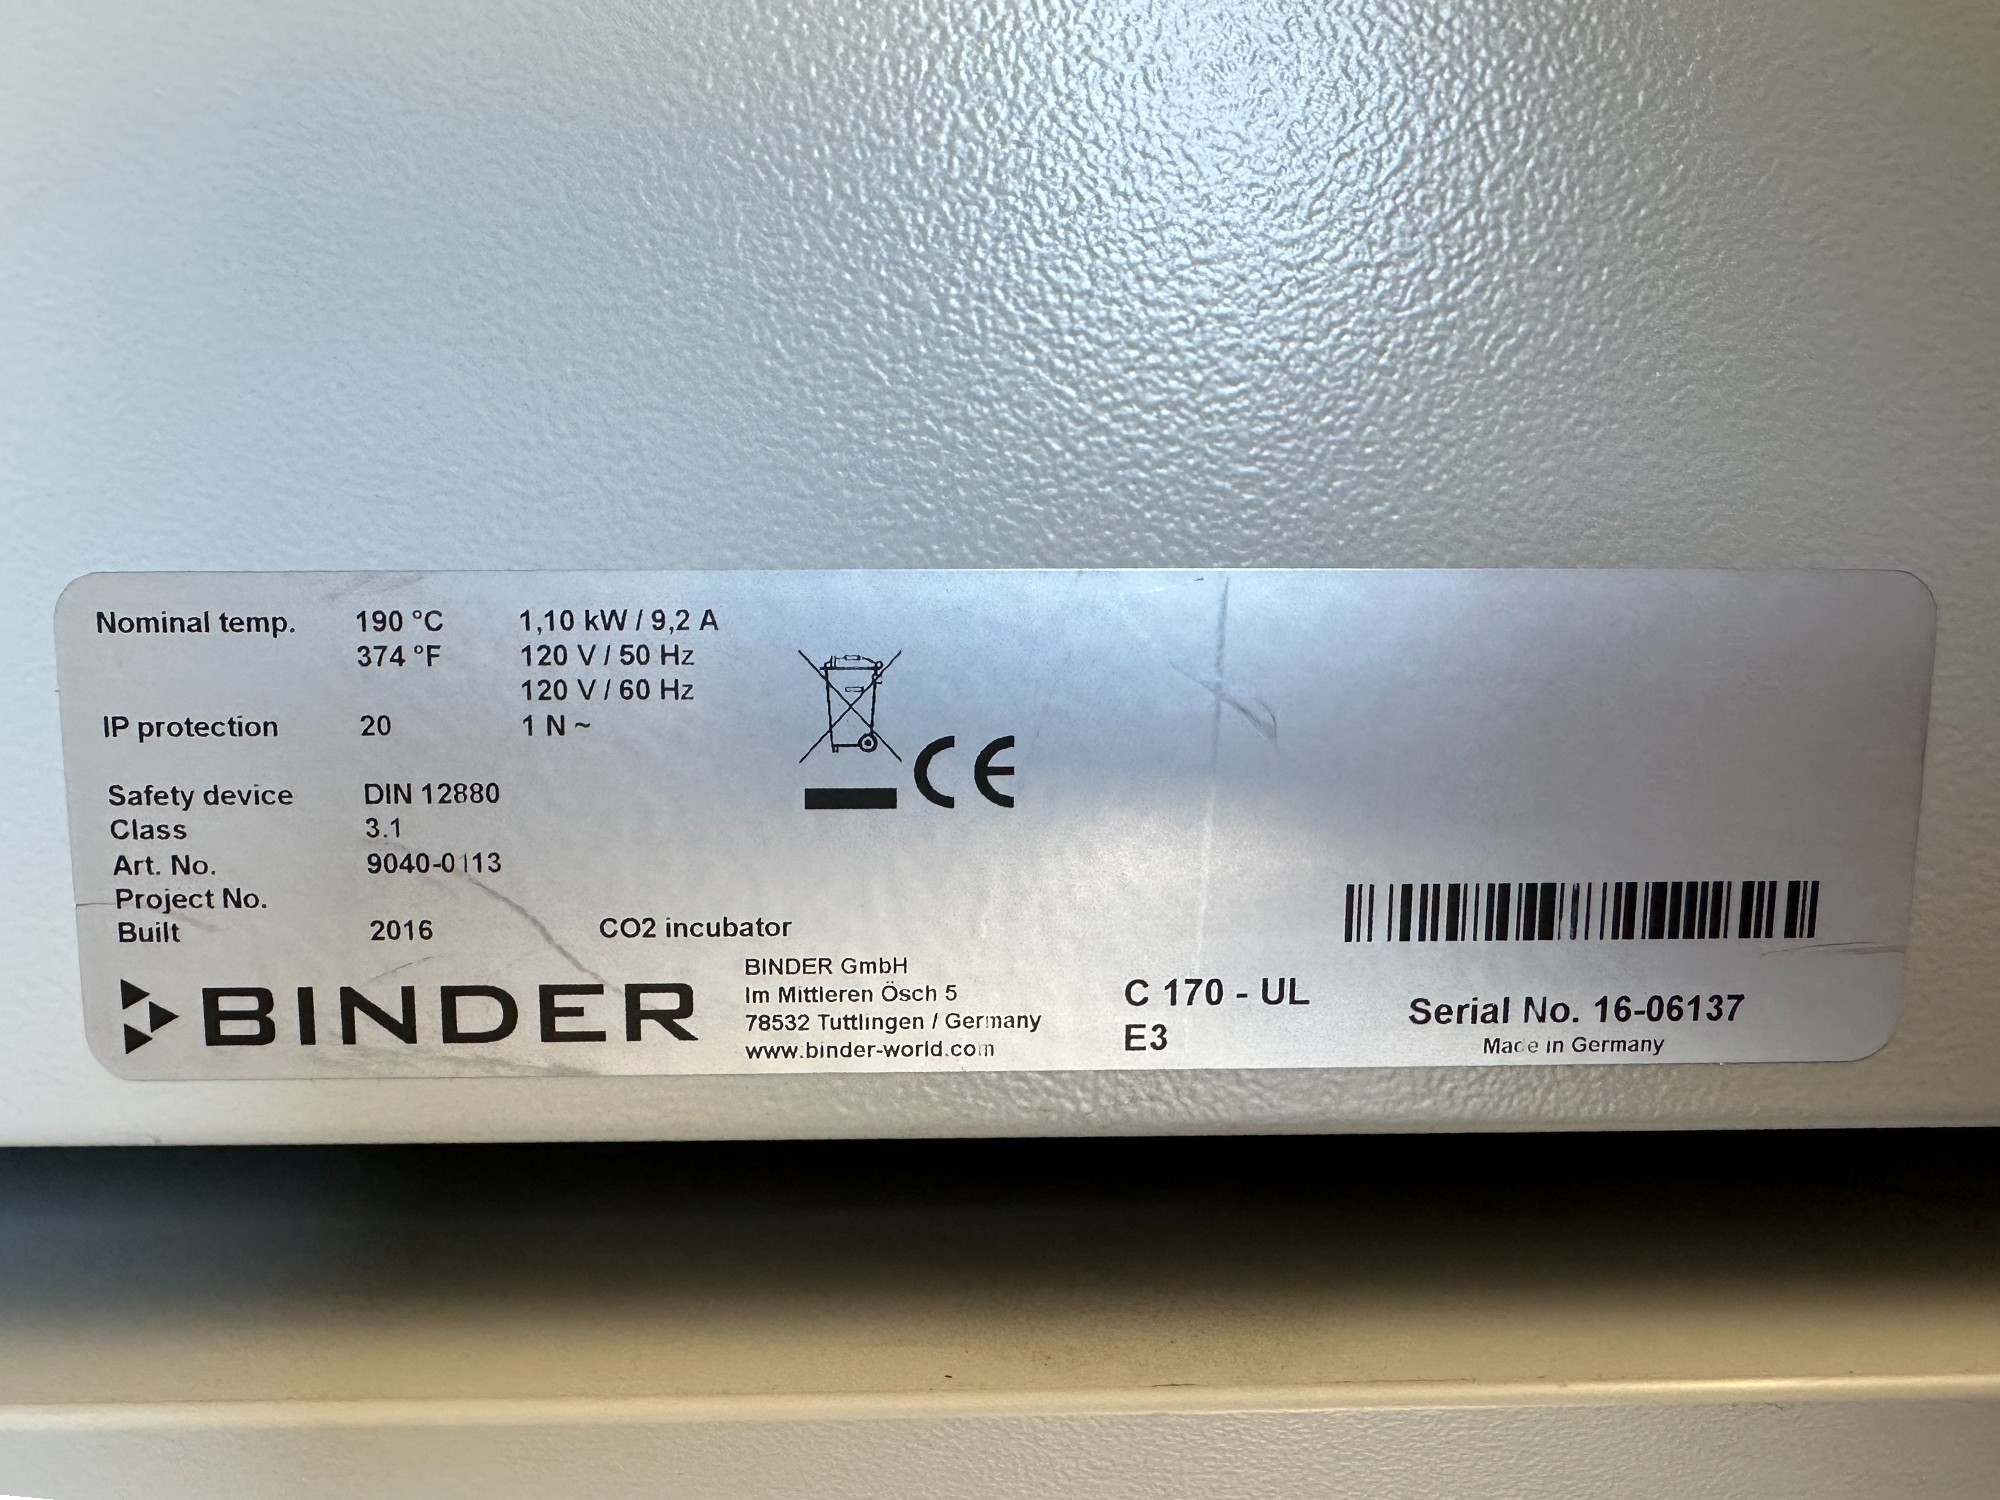 Nominal temp. 190 °C 1,10 kW / 9,2 A
374 °F 120 V / 50 Hz
120 V / 60 Hz
IP protection 20 1 N ~
Safety device DIN 12880
Class 3.1
Art. No. 9040-0113
Project No.
Built 2016 CO2 incubator
BINDER
BINDER GmbH
Im Mittleren Ösch 5
78532 Tuttlingen / Germany
www.binder-world.com
C 170 - UL
E3
CE
Serial No. 16-06137
Made in Germany